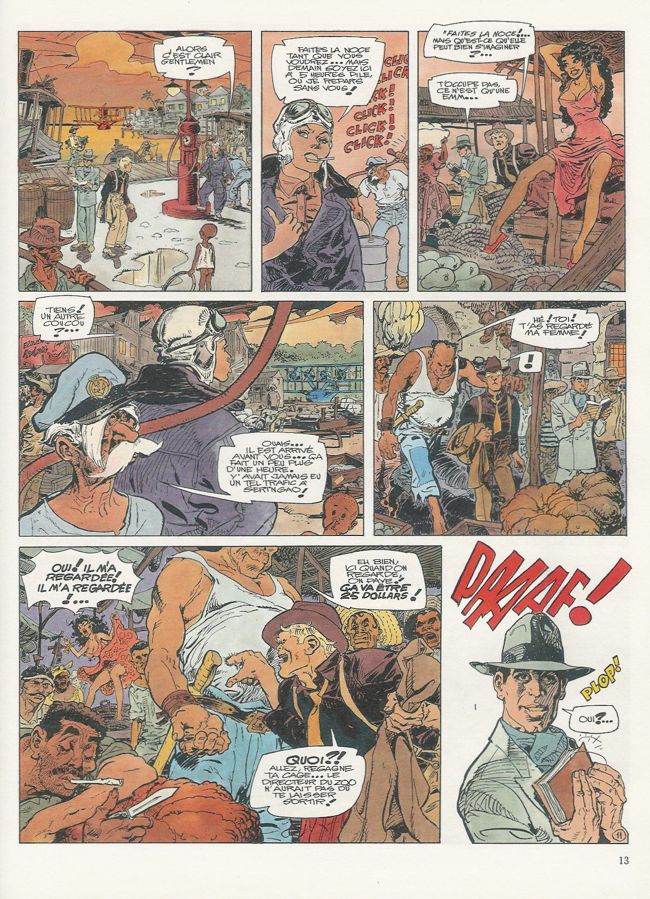 ALORS
C'EST CLAIR
GENTLEMEN
?
FAITES LA NOCE
TANT QUE VOUS
VOUDREZ... MAIS
DEMAIN SOYEZ ICI
À 5 HEURES PILE,
OU JE REPARS
SANS VOUS!
CLICK!
CLICK!
CLICK!
CLICK!
CLICK!
CLICK!
"FAITES LA NOCE!...
MAIS QU'EST-CE QU'ELLE
PEUT BIEN S'IMAGINER
?...
T'OCCUPE PAS,
CE N'EST QU'UNE
EMM...
TIENS!
UN AUTRE
COUCOU
?...
OUAIS...
IL EST ARRIVÉ
AVANT VOUS... ÇA
FAIT UN PEU PLUS
D'UNE HEURE.
Y'AVAIT JAMAIS EU
UN TEL TRAFIC À
SERTNGAO!
HÉ! TOI!
T'AS REGARDÉ
MA FEMME!
!
OUI! IL M'A
REGARDÉE!
IL M'A REGARDÉE
!...
EH BIEN,
ICI QUAND ON
REGARDE,
ON PAYE!
ÇA VA ÊTRE
25 DOLLARS!
QUOI?!
ALLEZ, REGAGNE
TA CAGE... LE
DIRECTEUR DU ZOO
N'AURAIT PAS DÛ
TE LAISSER
SORTIR!
PLOP!
OUI?...
11
13